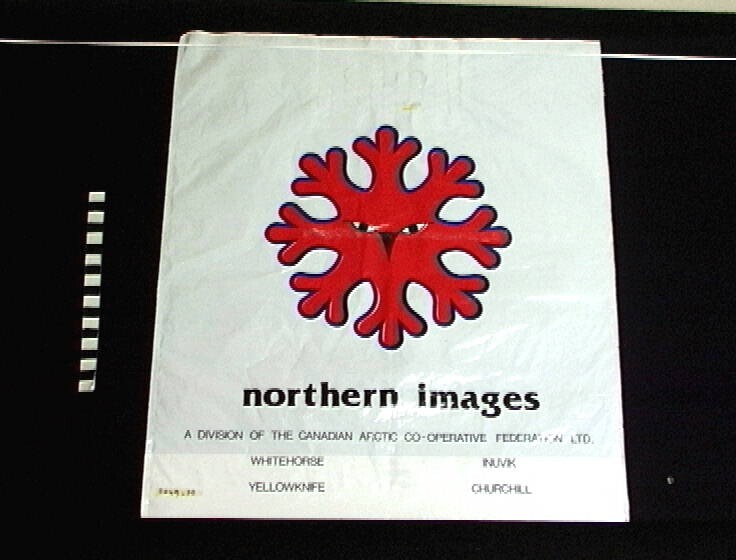 northern images
A DIVISION OF THE CANADIAN ARCTIC CO-OPERATIVE FEDERATION LTD.
WHITEHORSE INUVIK
YELLOWKNIFE CHURCHILL